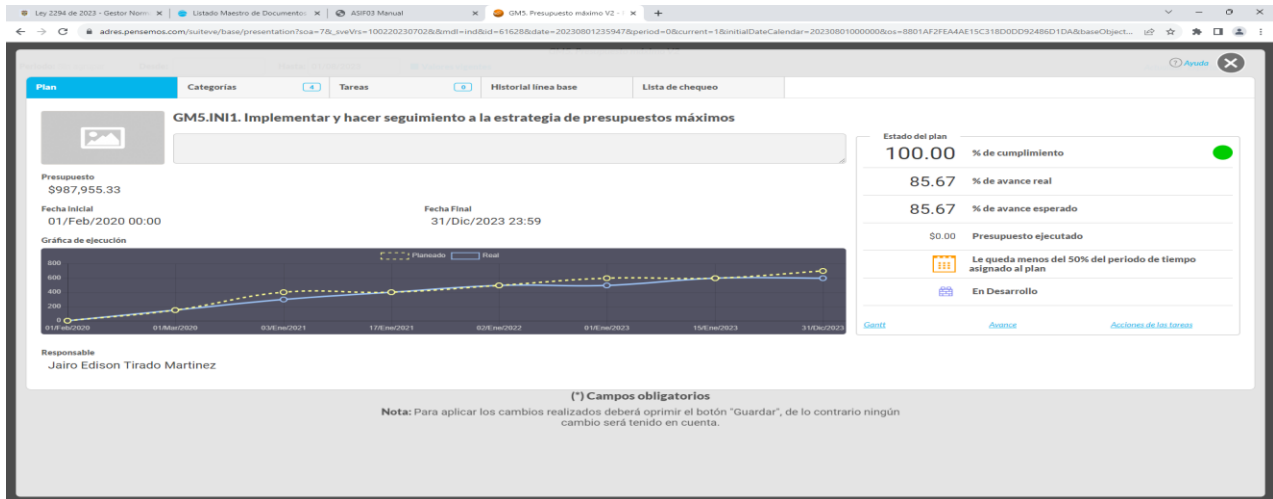 Ley 2294 de 2023 - Gestor Norm
Listado Maestro de Documentos
ASIF03 Manual
GM5. Presupuesto máximo V2 -
adres.pensemos.com/suiteve/base/presentation?soa=7&_sveVrs=100220230702&&mdl=ind&id=61628&date=20230801235947&period=0&current=1&initialDateCalendar=20230801000000&os=8801AF2FEA4AE15C318D0DD92486D1DA&baseObject...
Ayuda
Plan
Categorías 4
Tareas 0
Historial línea base
Lista de chequeo
GM5.INI1. Implementar y hacer seguimiento a la estrategia de presupuestos máximos
Presupuesto
$987,955.33
Fecha Inicial
01/Feb/2020 00:00
Fecha Final
31/Dic/2023 23:59
Gráfica de ejecución
Planeado Real
800
600
400
200
0
01/Feb/2020 01/Mar/2020 03/Ene/2021 17/Ene/2021 02/Ene/2022 01/Ene/2023 15/Ene/2023 31/Dic/2023
Responsable
Jairo Edison Tirado Martinez
Estado del plan
100.00 % de cumplimiento
85.67 % de avance real
85.67 % de avance esperado
$0.00 Presupuesto ejecutado
Le queda menos del 50% del periodo de tiempo
asignado al plan
En Desarrollo
Gantt Avance Acciones de las tareas
(*) Campos obligatorios
Nota: Para aplicar los cambios realizados deberá oprimir el botón "Guardar", de lo contrario ningún
cambio será tenido en cuenta.